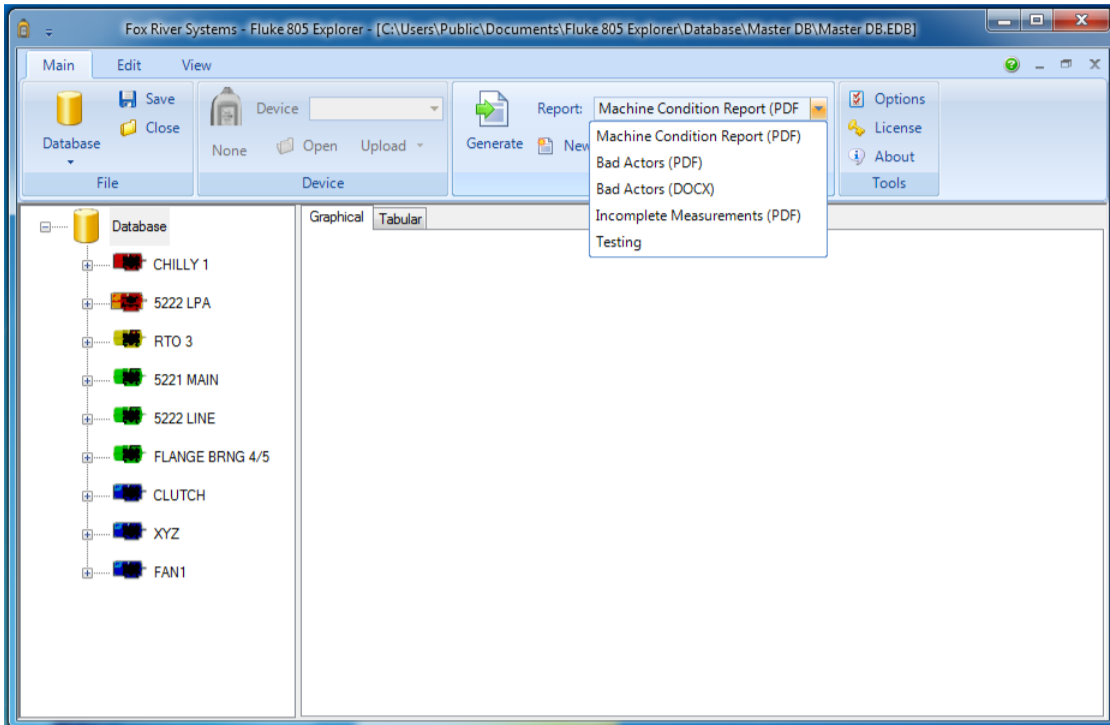 Fox River Systems - Fluke 805 Explorer - [C:\Users\Public\Documents\Fluke 805 Explorer\Database\Master DB\Master DB.EDB]
Main Edit View
Save
Close
Database
File
Device
None Open Upload
Device
Report: Machine Condition Report (PDF
Generate New
Machine Condition Report (PDF)
Bad Actors (PDF)
Bad Actors (DOCX)
Incomplete Measurements (PDF)
Testing
Options
License
About
Tools
Database
CHILLY 1
5222 LPA
RTO 3
5221 MAIN
5222 LINE
FLANGE BRNG 4/5
CLUTCH
XYZ
FAN1
Graphical Tabular